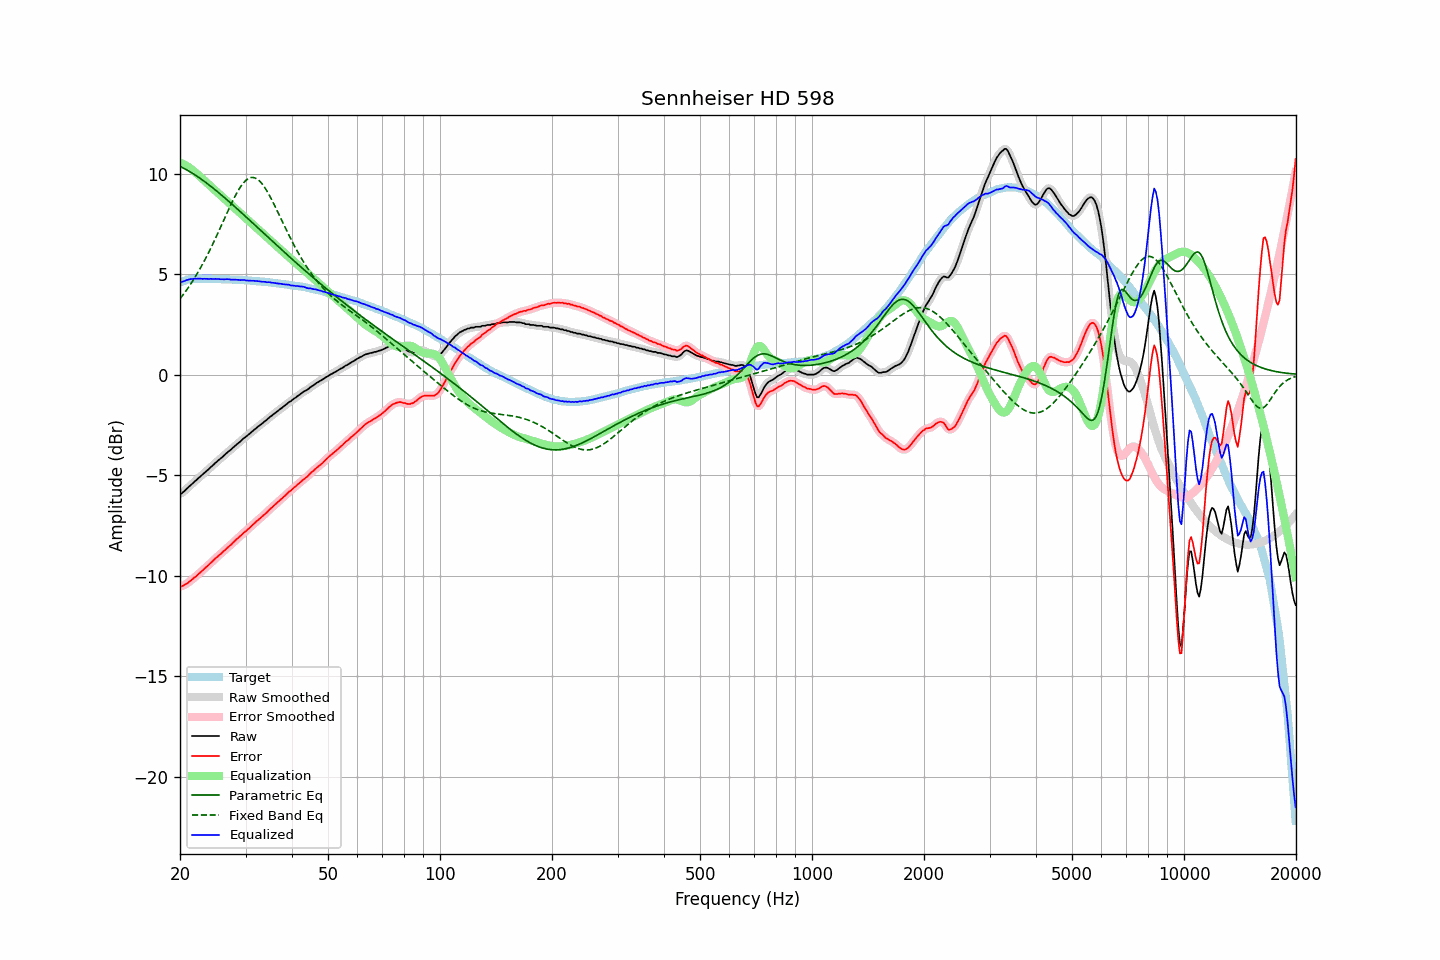 Sennheiser HD 598
Amplitude (dBr)
10
5
0
−5
−10
−15
−20
Target
Raw Smoothed
Error Smoothed
Raw
Error
Equalization
Parametric Eq
Fixed Band Eq
Equalized
20 50 100 200 500 1000 2000 5000 10000 20000
Frequency (Hz)